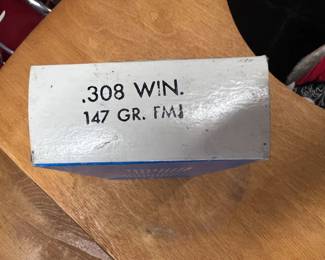 .308 WIN.
147 GR. FMJ